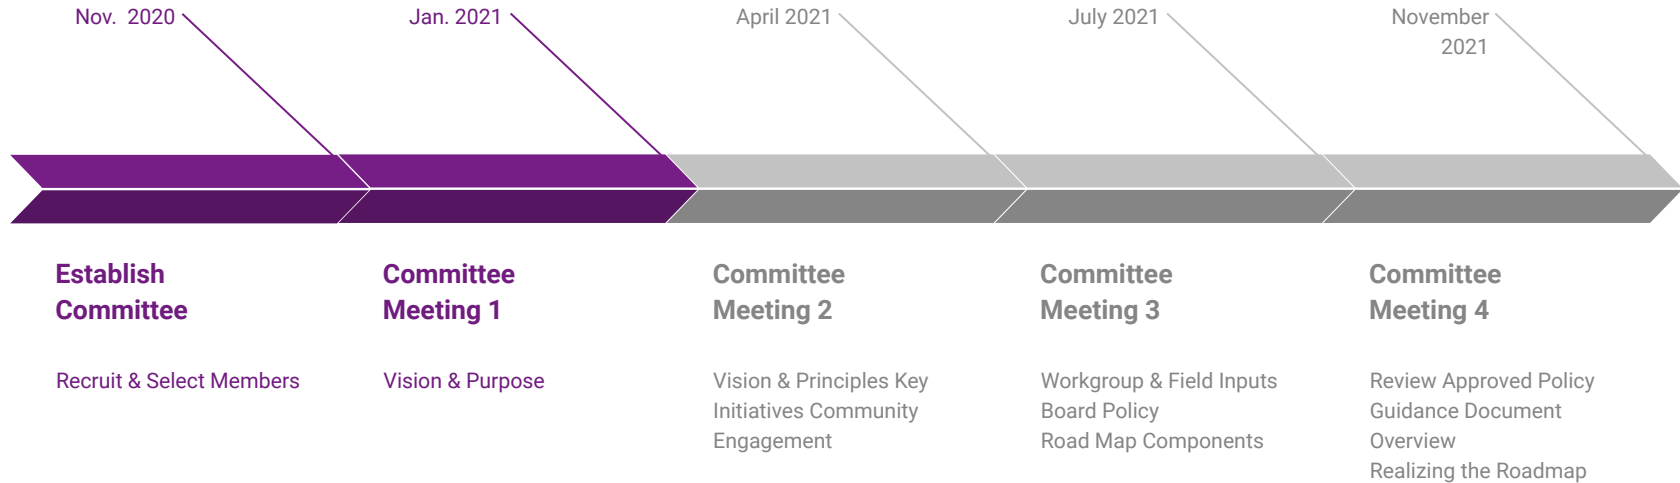 Nov.  2020
Jan. 2021
April 2021
July 2021
November
2021
Establish
Committee
Recruit & Select Members
Committee
Meeting 1
Vision & Purpose
Committee
Meeting 2
Vision & Principles Key
Initiatives Community
Engagement
Committee
Meeting 3
Workgroup & Field Inputs
Board Policy
Road Map Components
Committee
Meeting 4
Review Approved Policy
Guidance Document
Overview
Realizing the Roadmap